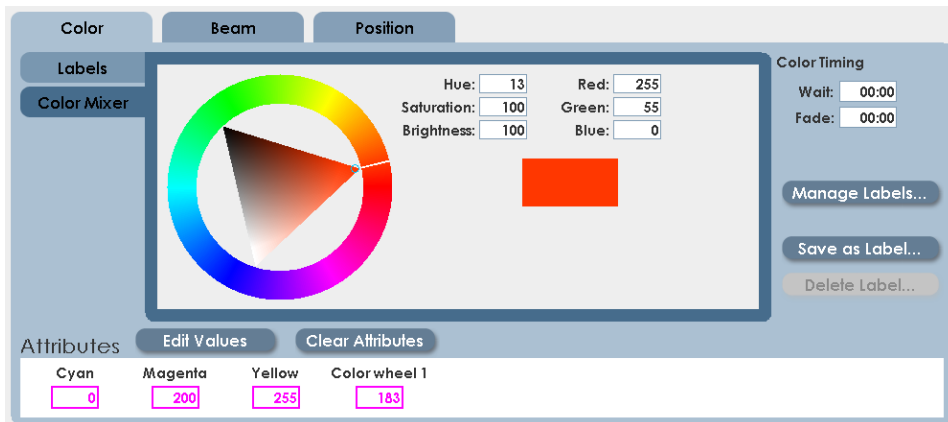 Color Beam Position
Labels
Color Mixer
Hue: 13 Red: 255
Saturation: 100 Green: 55
Brightness: 100 Blue: 0
Color Timing
Wait: 00:00
Fade: 00:00
Manage Labels...
Save as Label...
Delete Label...
Attributes Edit Values Clear Attributes
Cyan Magenta Yellow Color wheel 1
0 200 255 183